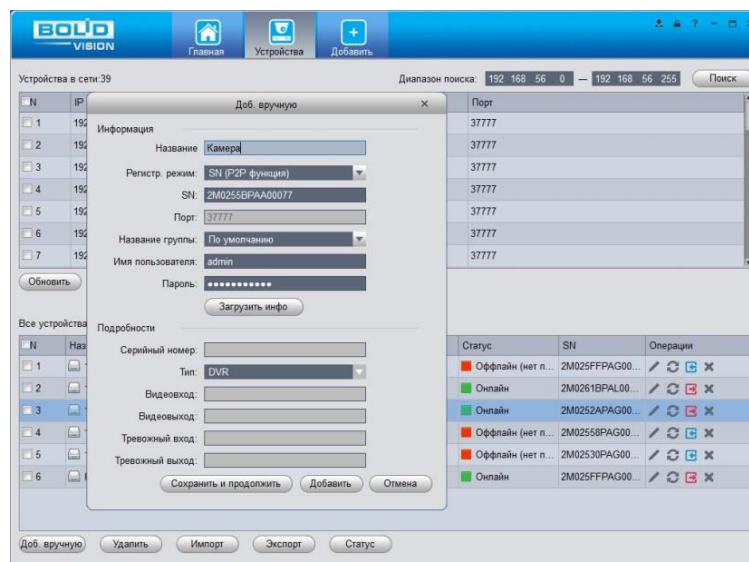 BOLID
VISION
Главная
Устройства
Добавить
?
Устройства в сети:39
Диапазон поиска: 192 168 56 0 — 192 168 56 255 Поиск
N IP Порт
1 192 37777
2 192 37777
3 192 37777
4 192 37777
5 192 37777
6 192 37777
7 192 37777
Доб. вручную
Информация
Название Камера
Регистр. режим: SN (P2P функция)
SN: 2M0255BPAA00077
Порт: 37777
Название группы: По умолчанию
Имя пользователя: admin
Пароль: ●●●●●●●●●●●
Загрузить инфо
Обновить
Все устройства
Подробности
Серийный номер:
Тип: DVR
Видеовход:
Видеовыход:
Тревожный вход:
Тревожный выход:
Сохранить и продолжить Добавить Отмена
N Наз Статус SN Операции
1 Оффлайн (нет п... 2M025FFPAG00...
2 Онлайн 2M0261BPAL00...
3 Онлайн 2M0252APAG00...
4 Оффлайн (нет п... 2M02558PAG00...
5 Оффлайн (нет п... 2M02530PAG00...
6 Онлайн 2M025FFPAG00...
Доб. вручную Удалить Импорт Экспорт Статус